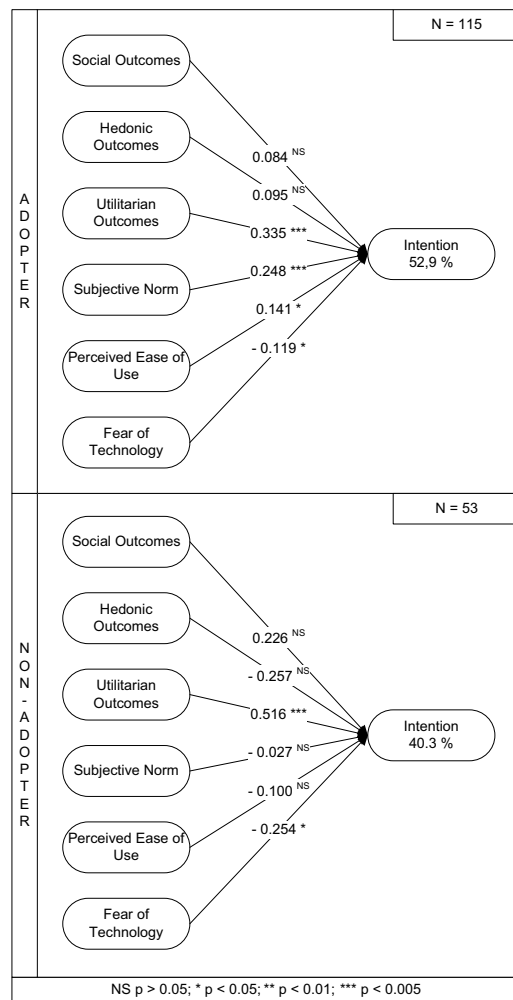 N = 115
Social Outcomes
Hedonic
Outcomes
Utilitarian
Outcomes
Subjective Norm
Perceived Ease of
Use
Fear of
Technology
0.084 NS
0.095 NS
0.335 ***
0.248 ***
0.141 *
- 0.119 *
Intention
52,9 %
ADOPTER
N = 53
Social Outcomes
Hedonic
Outcomes
Utilitarian
Outcomes
Subjective Norm
Perceived Ease of
Use
Fear of
Technology
0.226 NS
- 0.257 NS
0.516 ***
- 0.027 NS
- 0.100 NS
- 0.254 *
Intention
40.3 %
NON-ADOPTER
NS p > 0.05; * p < 0.05; ** p < 0.01; *** p < 0.005